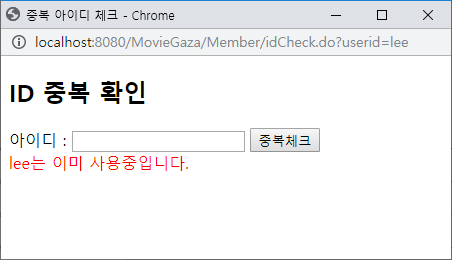 중복 아이디 체크 - Chrome
localhost:8080/MovieGaza/Member/idCheck.do?userid=lee
ID 중복 확인
아이디 : 중복체크
lee는 이미 사용중입니다.